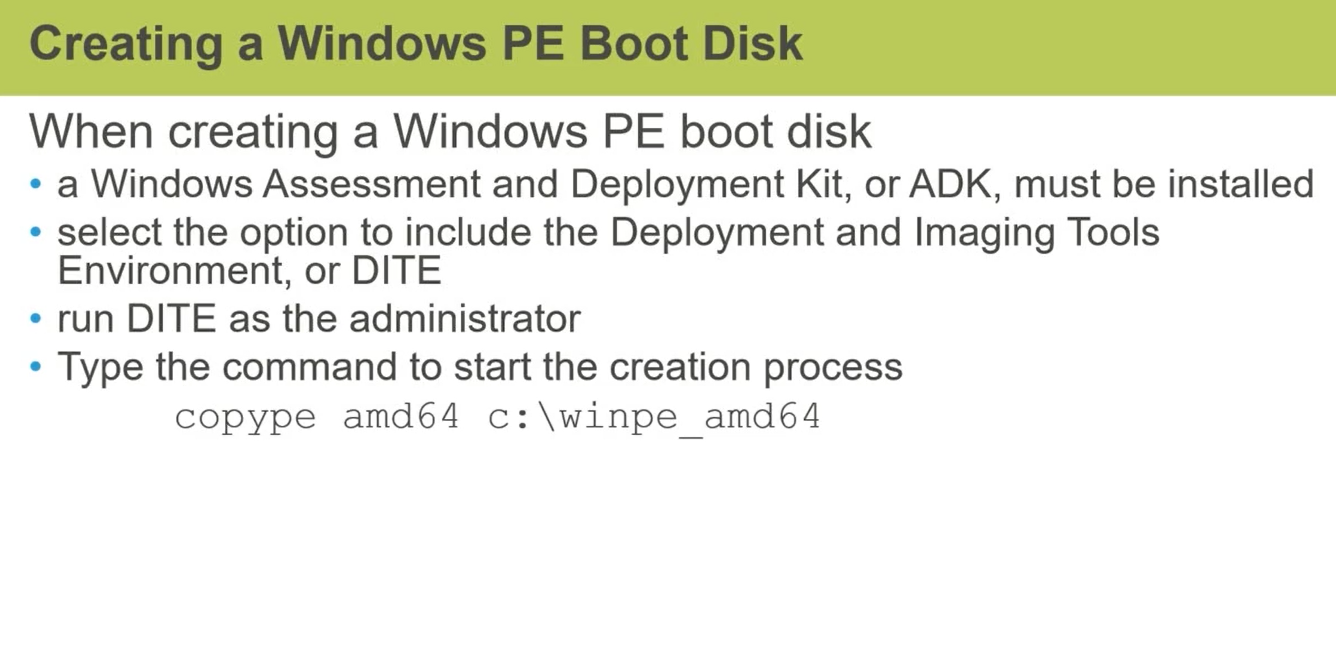 Creating a Windows PE Boot Disk
When creating a Windows PE boot disk
• a Windows Assessment and Deployment Kit, or ADK, must be installed
• select the option to include the Deployment and Imaging Tools
Environment, or DITE
• run DITE as the administrator
• Type the command to start the creation process
copype amd64 c:\winpe_amd64